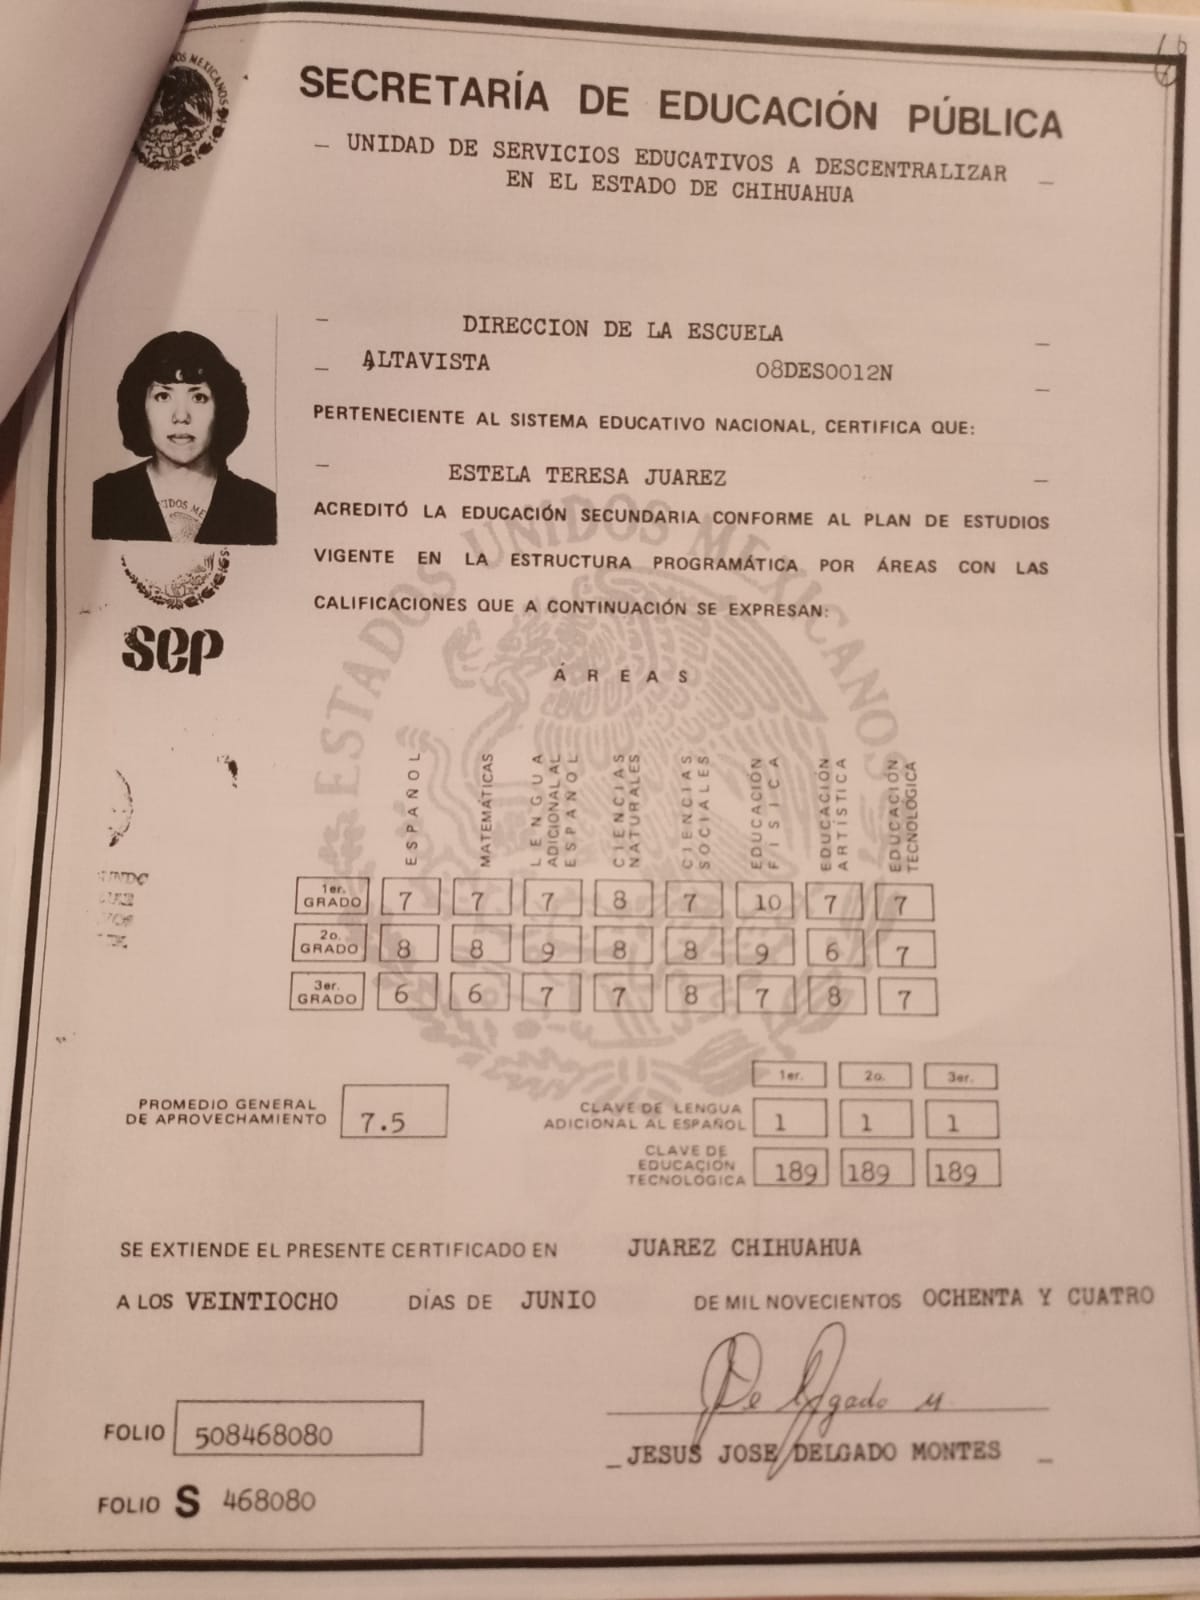 SECRETARÍA DE EDUCACIÓN PÚBLICA
UNIDAD DE SERVICIOS EDUCATIVOS A DESCENTRALIZAR
EN EL ESTADO DE CHIHUAHUA
DIRECCION DE LA ESCUELA
ALTAVISTA 08DES0012N
PERTENECIENTE AL SISTEMA EDUCATIVO NACIONAL, CERTIFICA QUE:
ESTELA TERESA JUAREZ
ACREDITÓ LA EDUCACIÓN SECUNDARIA CONFORME AL PLAN DE ESTUDIOS
VIGENTE EN LA ESTRUCTURA PROGRAMÁTICA POR ÁREAS CON LAS
CALIFICACIONES QUE A CONTINUACIÓN SE EXPRESAN:
ESTADOS UNIDOS MEXICANOS
SEP
ÁREAS
ESPAÑOL
MATEMÁTICAS
LENGUA ADICIONAL AL ESPAÑOL
CIENCIAS NATURALES
CIENCIAS SOCIALES
EDUCACIÓN FÍSICA
EDUCACIÓN ARTÍSTICA
EDUCACIÓN TECNOLÓGICA
1er. GRADO 7 7 7 8 7 10 7 7
2o. GRADO 8 8 9 8 8 9 6 7
3er. GRADO 6 6 7 7 8 7 8 7
1er. 2o. 3er.
PROMEDIO GENERAL DE APROVECHAMIENTO 7.5
CLAVE DE LENGUA ADICIONAL AL ESPAÑOL 1 1 1
CLAVE DE EDUCACIÓN TECNOLÓGICA 189 189 189
SE EXTIENDE EL PRESENTE CERTIFICADO EN JUAREZ CHIHUAHUA
A LOS VEINTIOCHO DÍAS DE JUNIO DE MIL NOVECIENTOS OCHENTA Y CUATRO
De lgado M
FOLIO 508468080
JESUS JOSE DELGADO MONTES
FOLIO S 468080